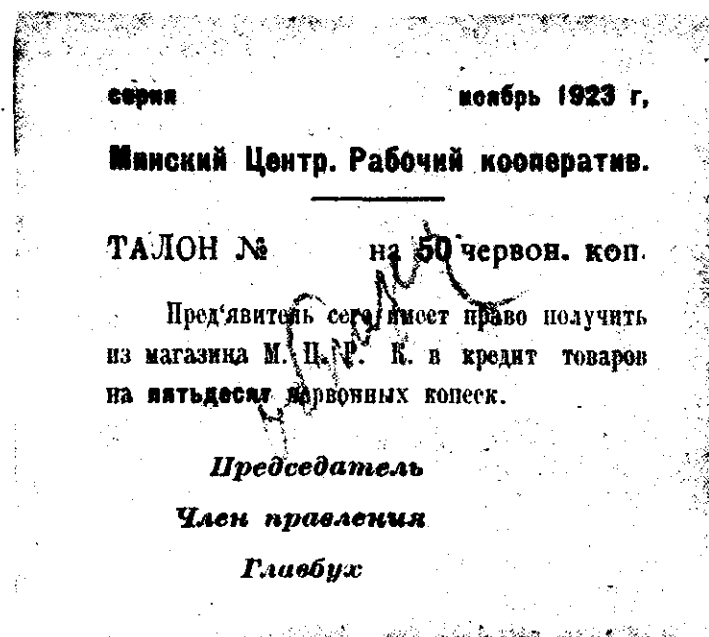 серия ноябрь 1923 г,
Минский Центр. Рабочий кооператив.
ТАЛОН № на 50 червон. коп.
Пред'явитель сего имеет право получить
из магазина М. Ц. Р. К. в кредит товаров
на пятьдесят червонных копеек.
Председатель
Член правления
Главбух